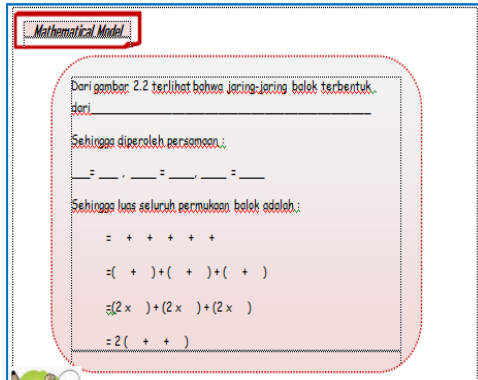 Mathematical Model
Dari gambar 2.2 terlihat bahwa jaring-jaring balok terbentuk
dari____________________
Sehingga diperoleh persamaan :
___= ___ , ____ = ____, ____ = ____
Sehingga luas seluruh permukaan balok adalah :
= + + + + +
=( + ) + ( + ) + ( + )
=(2 x ) + (2 x ) + (2 x )
= 2 ( + + )